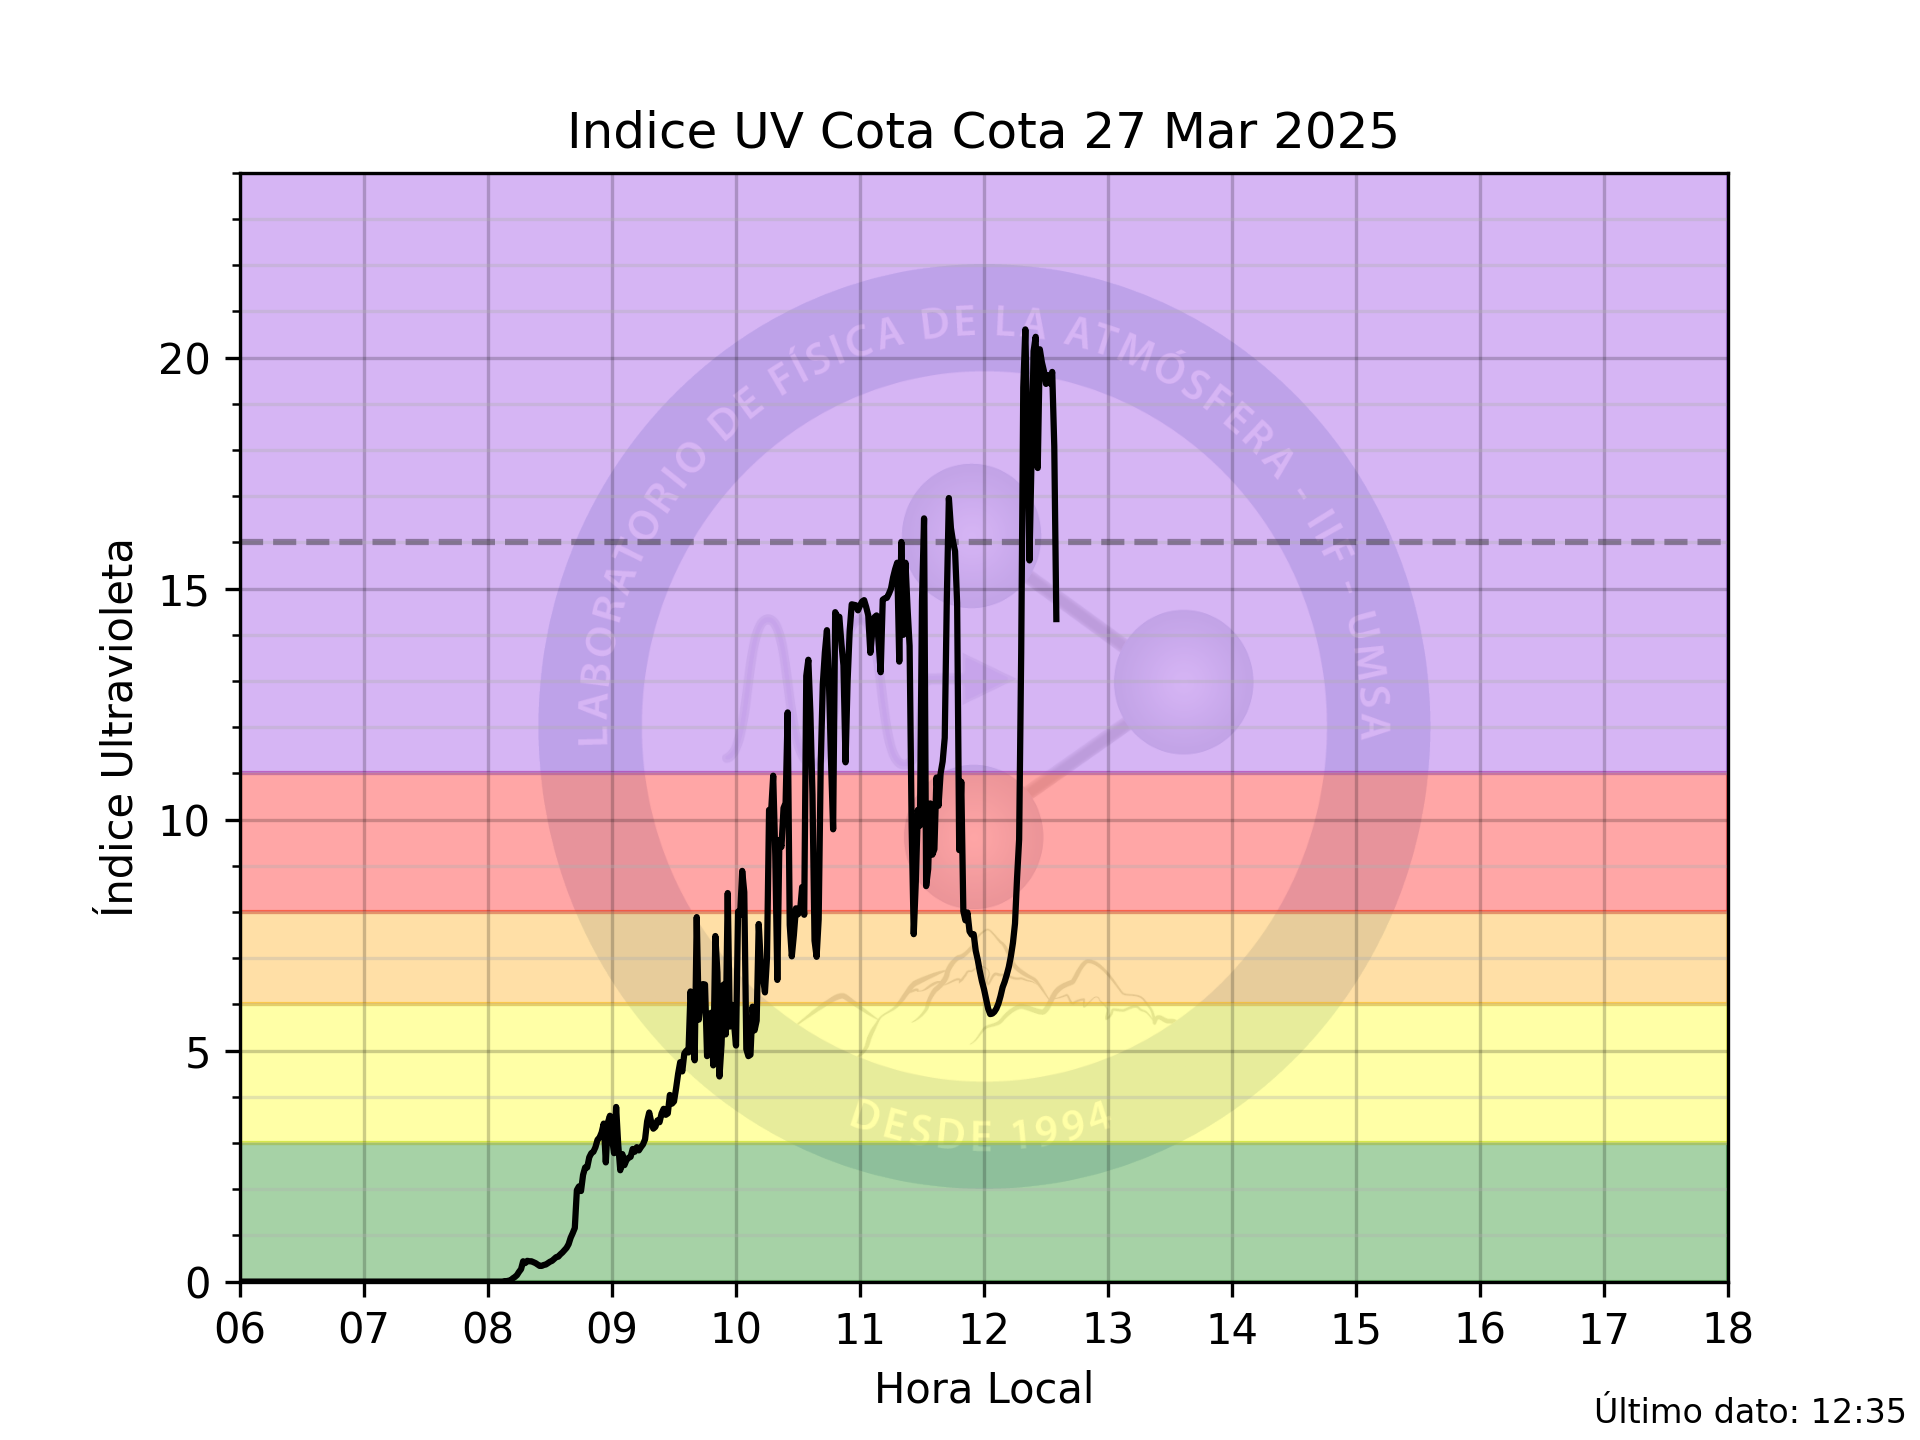 Indice UV Cota Cota 27 Mar 2025
LABORATORIO DE FÍSICA DE LA ATMÓSFERA - IIF - UMSA
DESDE 1994
Índice Ultravioleta
20
15
10
5
0
06 07 08 09 10 11 12 13 14 15 16 17 18
Hora Local
Último dato: 12:35